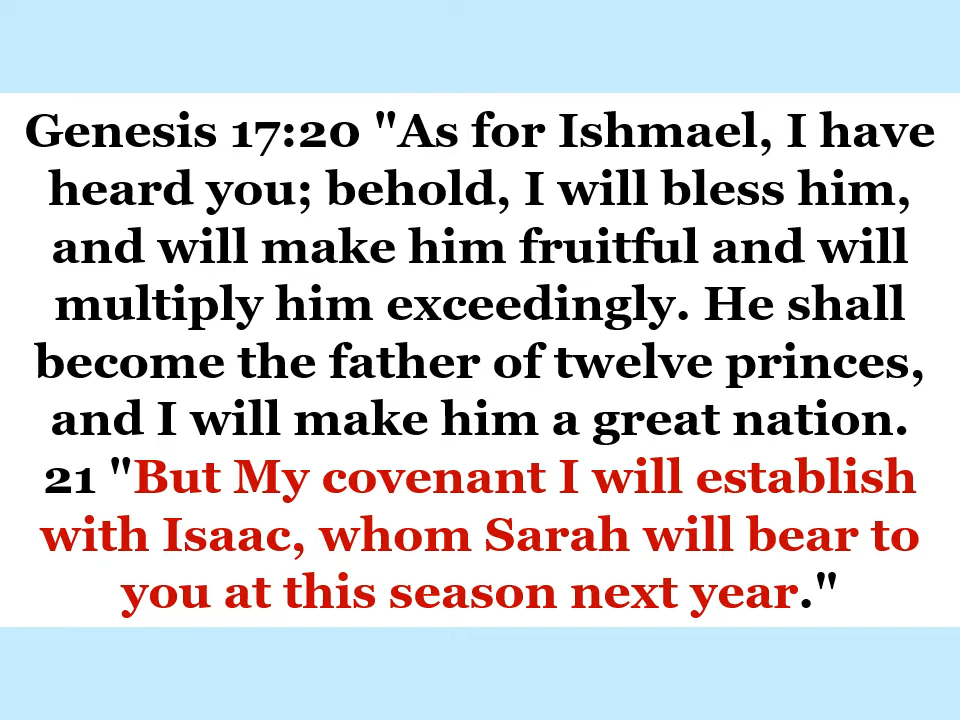 Genesis 17:20 "As for Ishmael, I have
heard you; behold, I will bless him,
and will make him fruitful and will
multiply him exceedingly. He shall
become the father of twelve princes,
and I will make him a great nation.
21 "But My covenant I will establish
with Isaac, whom Sarah will bear to
you at this season next year."